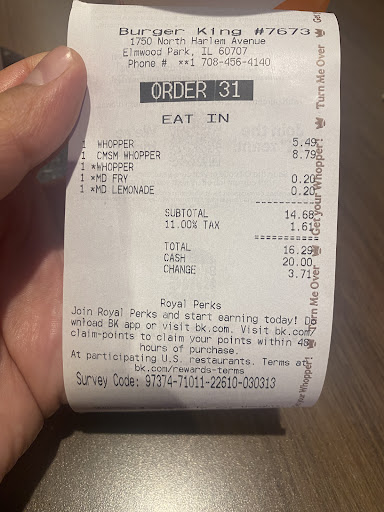 Burger King #7673
1750 North Harlem Avenue
Elmwood Park, IL 60707
Phone # **1 708-456-4140
ORDER 31
EAT IN
1 WHOPPER 5.49
1 CMSM WHOPPER 8.79
1 *WHOPPER
1 *MD FRY 0.20
1 *MD LEMONADE 0.20
SUBTOTAL 14.68
11.00% TAX 1.61
TOTAL 16.29
CASH 20.00
CHANGE 3.71
Royal Perks
Join Royal Perks and start earning today!
wnload BK app or visit bk.com. Visit bk.com/
claim-points to claim your points within 48
hours of purchase.
At participating U.S. restaurants. Terms at
bk.com/rewards-terms
Survey Code: 97374-71011-22610-030313
Turn Me Over
Get your Whopper!
Turn Me Over
your Whopper!